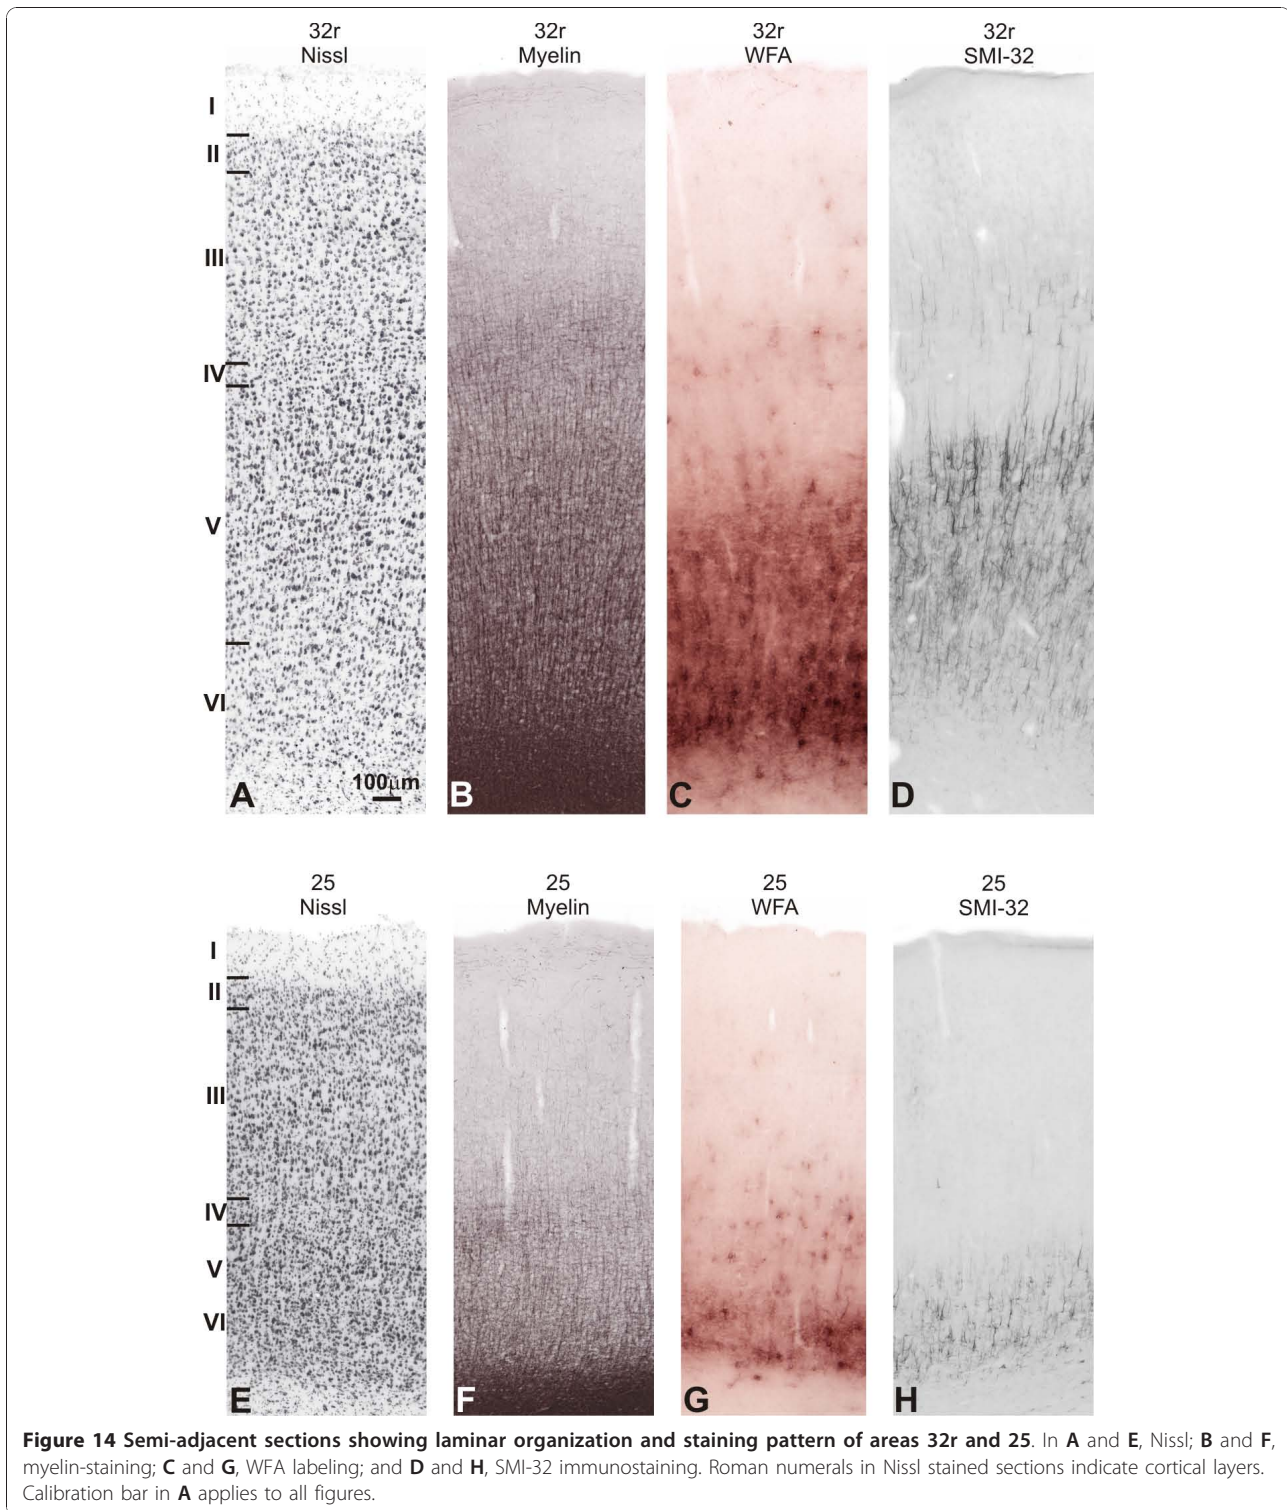 32r
Nissl
32r
Myelin
32r
WFA
32r
SMI-32
I
II
III
IV
V
VI
100μm
A
B
C
D
25
Nissl
25
Myelin
25
WFA
25
SMI-32
I
II
III
IV
V
VI
E
F
G
H
Figure 14 Semi-adjacent sections showing laminar organization and staining pattern of areas 32r and 25. In A and E, Nissl; B and F,
myelin-staining; C and G, WFA labeling; and D and H, SMI-32 immunostaining. Roman numerals in Nissl stained sections indicate cortical layers.
Calibration bar in A applies to all figures.